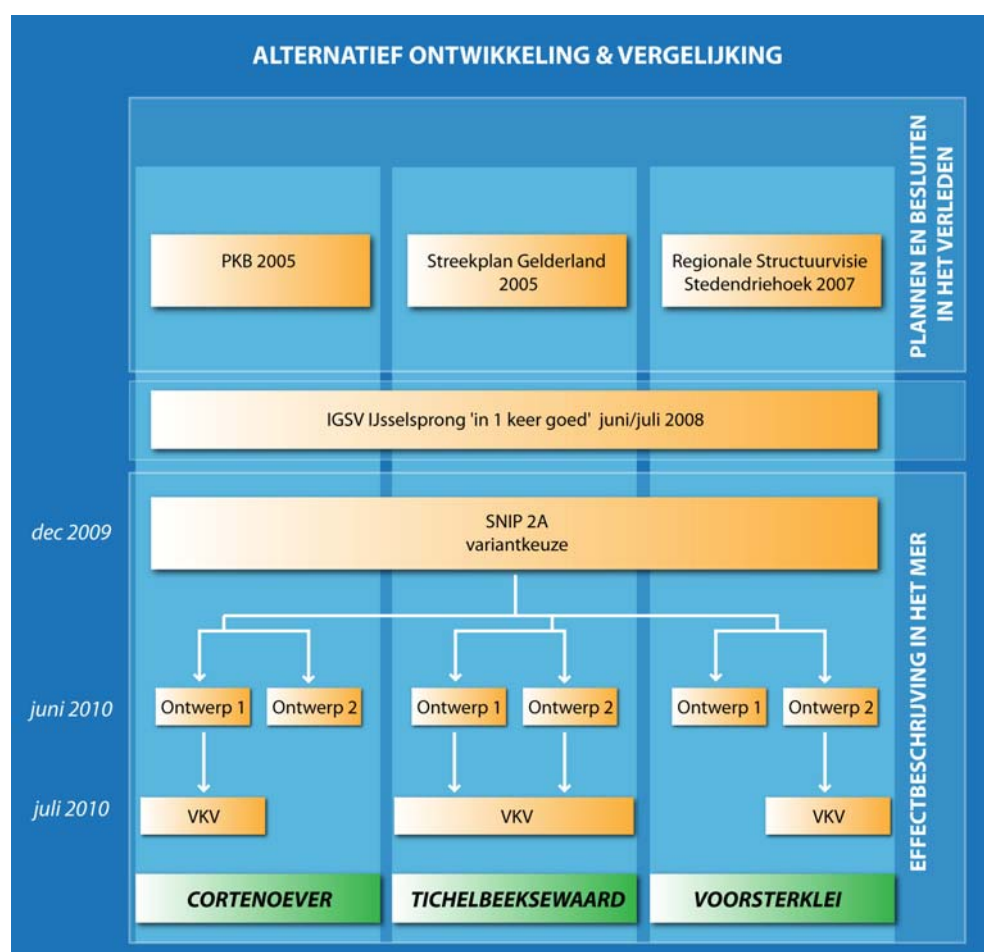 ALTERNATIEF ONTWIKKELING & VERGELIJKING
PLANNEN EN BESLUITEN
IN HET VERLEDEN
PKB 2005
Streekplan Gelderland
2005
Regionale Structuurvisie
Stedendriehoek 2007
IGSV IJsselsprong 'in 1 keer goed' juni/juli 2008
EFFECTBESCHRIJVING IN HET MER
dec 2009
SNIP 2A
variantkeuze
juni 2010
Ontwerp 1
Ontwerp 2
Ontwerp 1
Ontwerp 2
Ontwerp 1
Ontwerp 2
juli 2010
VKV
VKV
VKV
CORTENOEVER
TICHELBEEKSEWAARD
VOORSTERKLEI